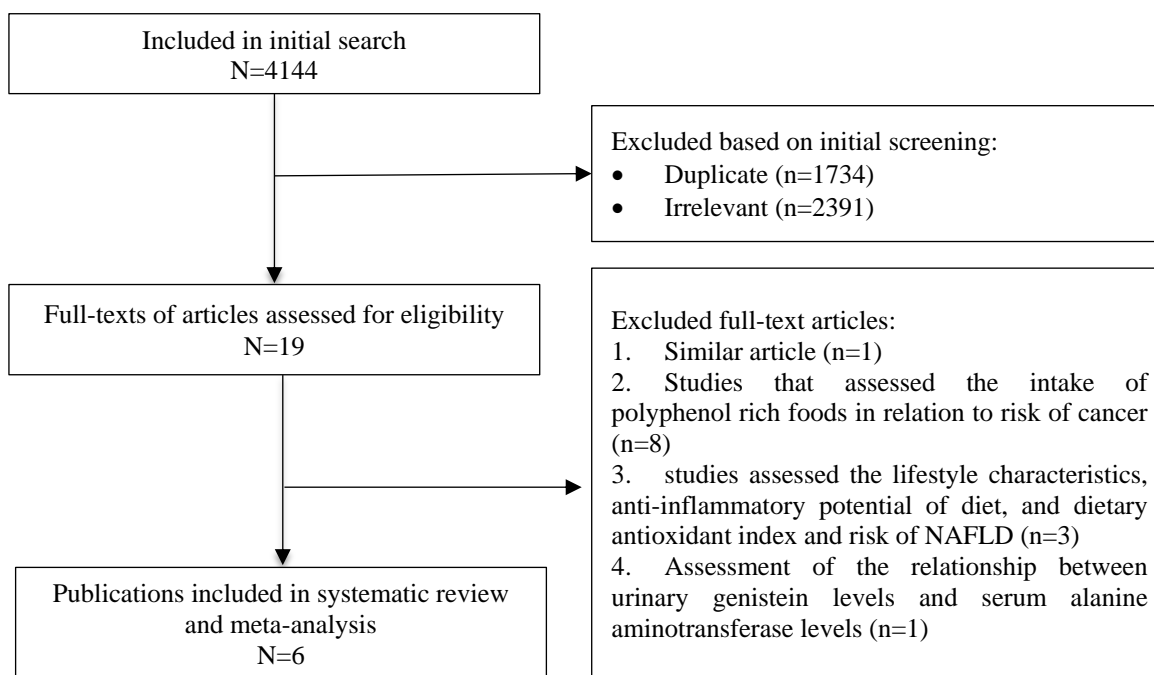 Included in initial search
N=4144
Excluded based on initial screening:
• Duplicate (n=1734)
• Irrelevant (n=2391)
Full-texts of articles assessed for eligibility
N=19
Excluded full-text articles:
1. Similar article (n=1)
2. Studies that assessed the intake of
polyphenol rich foods in relation to risk of cancer
(n=8)
3. studies assessed the lifestyle characteristics,
anti-inflammatory potential of diet, and dietary
antioxidant index and risk of NAFLD (n=3)
4. Assessment of the relationship between
urinary genistein levels and serum alanine
aminotransferase levels (n=1)
Publications included in systematic review
and meta-analysis
N=6